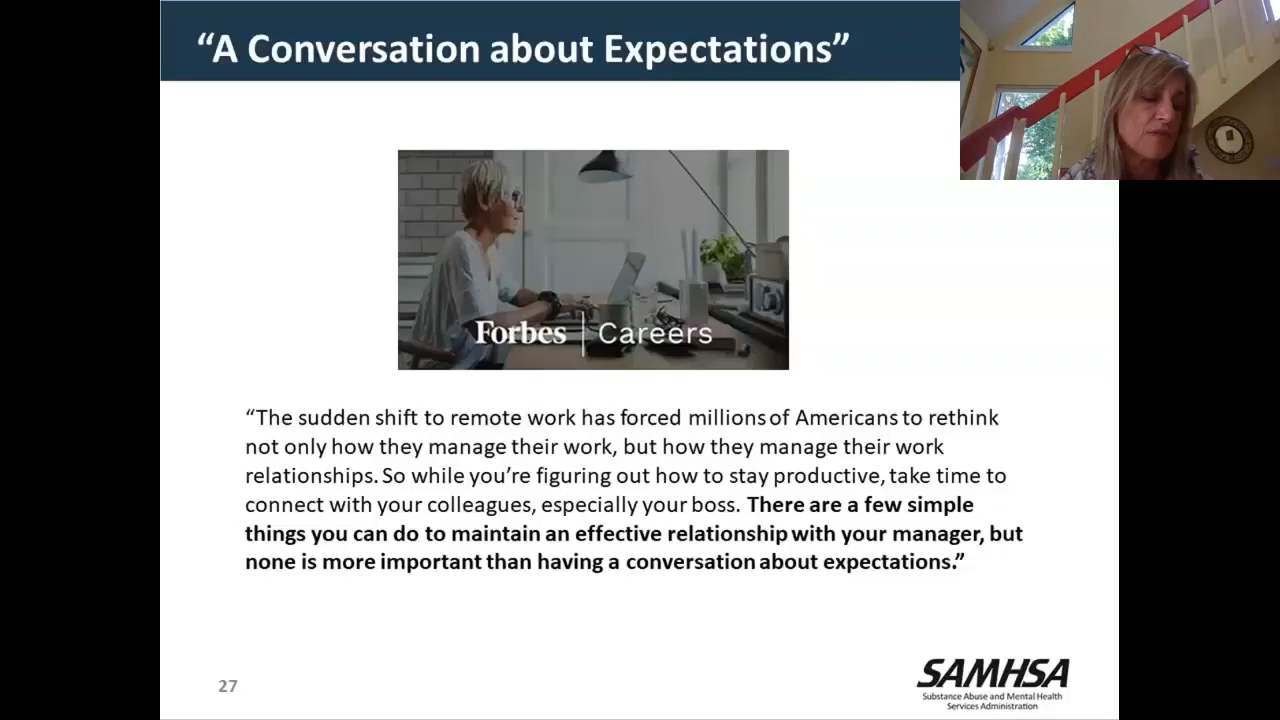 “A Conversation about Expectations”
Forbes | Careers
“The sudden shift to remote work has forced millions of Americans to rethink
not only how they manage their work, but how they manage their work
relationships. So while you’re figuring out how to stay productive, take time to
connect with your colleagues, especially your boss. There are a few simple
things you can do to maintain an effective relationship with your manager, but
none is more important than having a conversation about expectations.”
27
SAMHSA
Substance Abuse and Mental Health
Services Administration